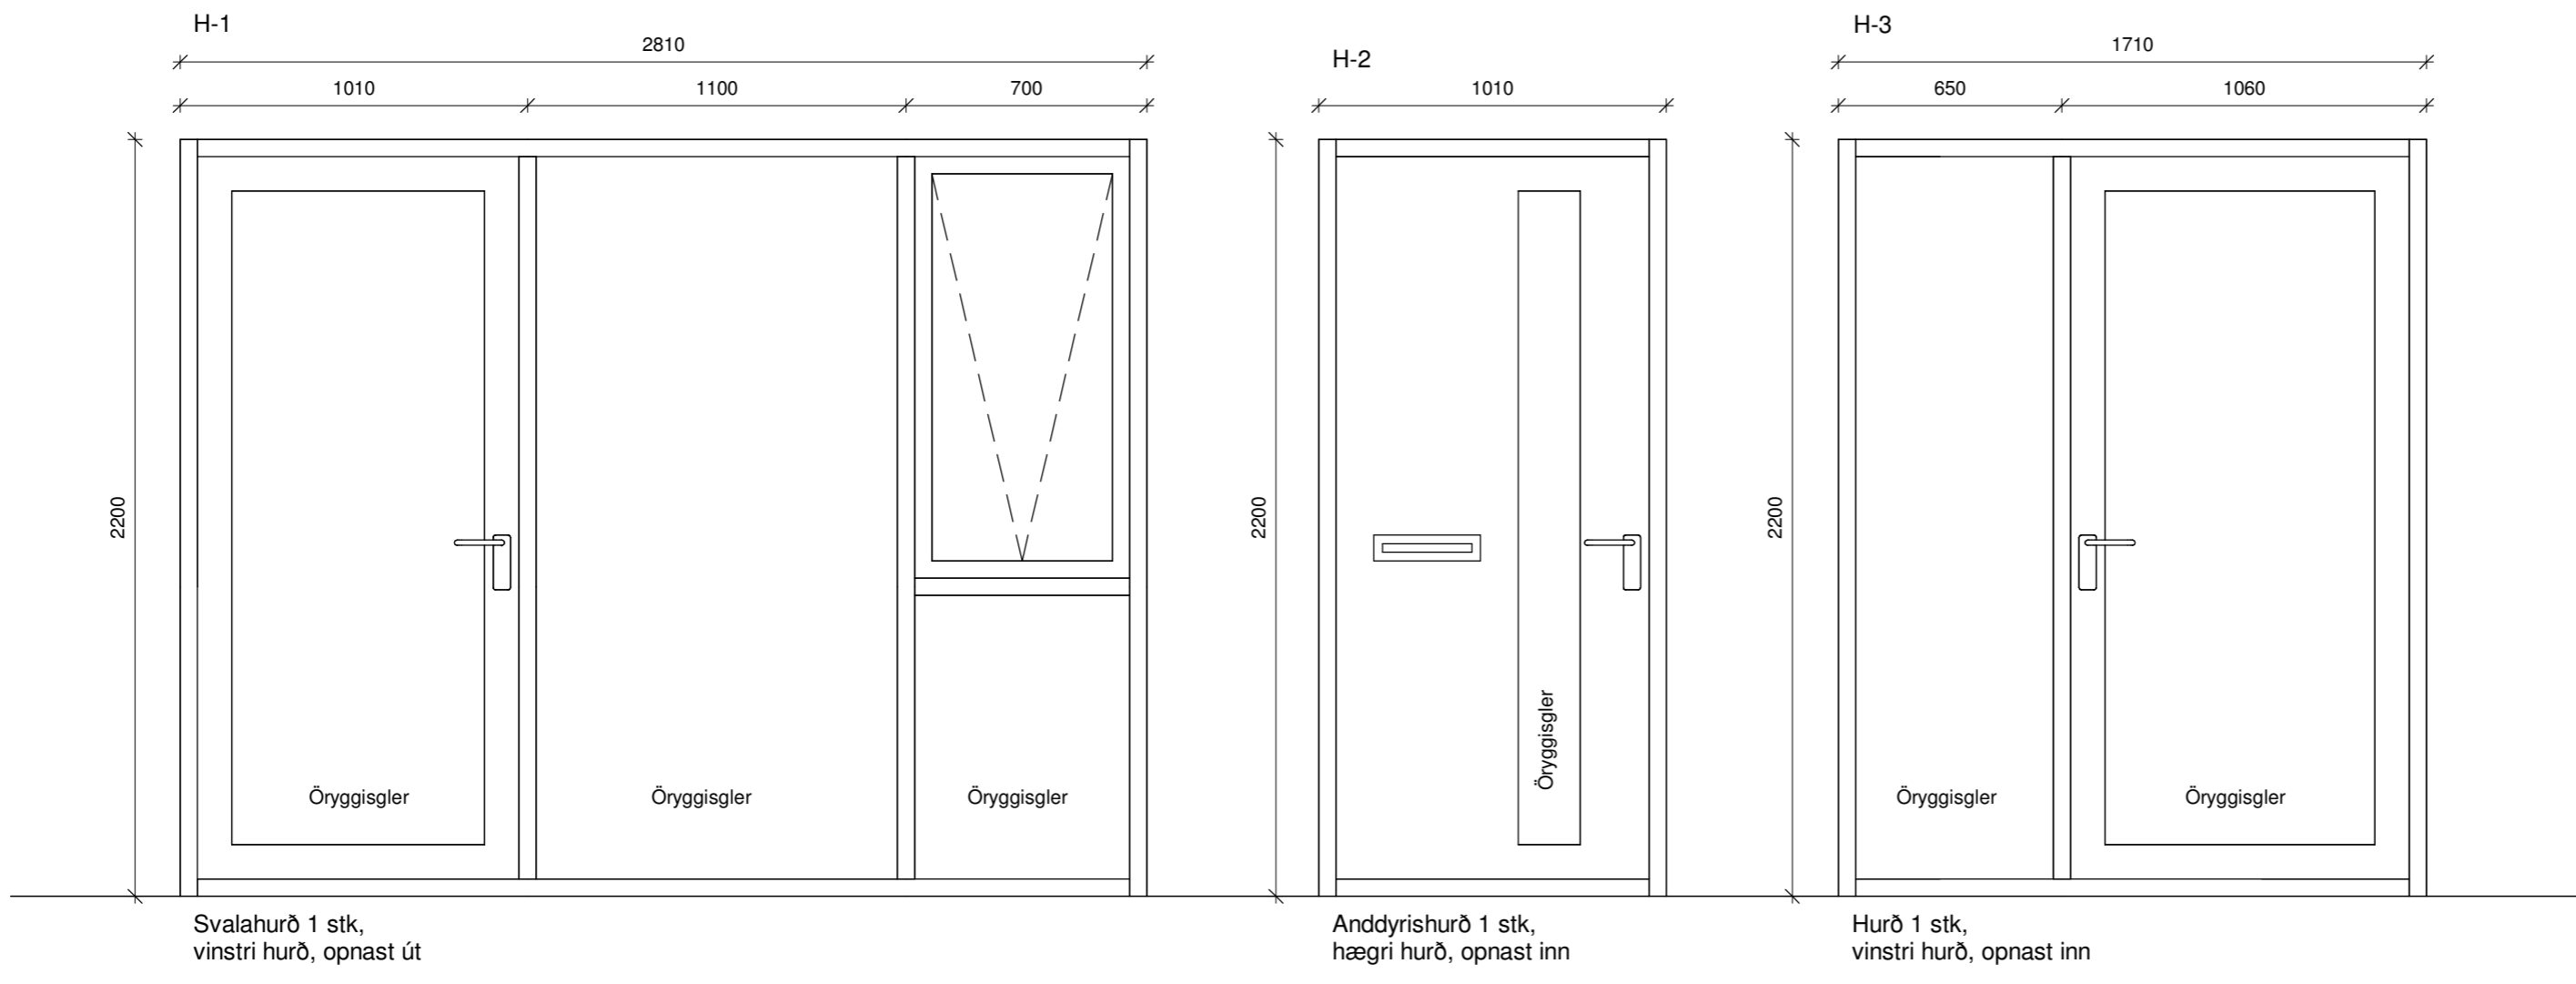 H-1
2810
1010
1100
700
2200
Öryggisgler
Öryggisgler
Öryggisgler
Svalahurð 1 stk,
vinstri hurð, opnast út
H-2
1010
2200
Öryggisgler
Anddyrishurð 1 stk,
hægri hurð, opnast inn
H-3
1710
650
1060
2200
Öryggisgler
Öryggisgler
Hurð 1 stk,
vinstri hurð, opnast inn